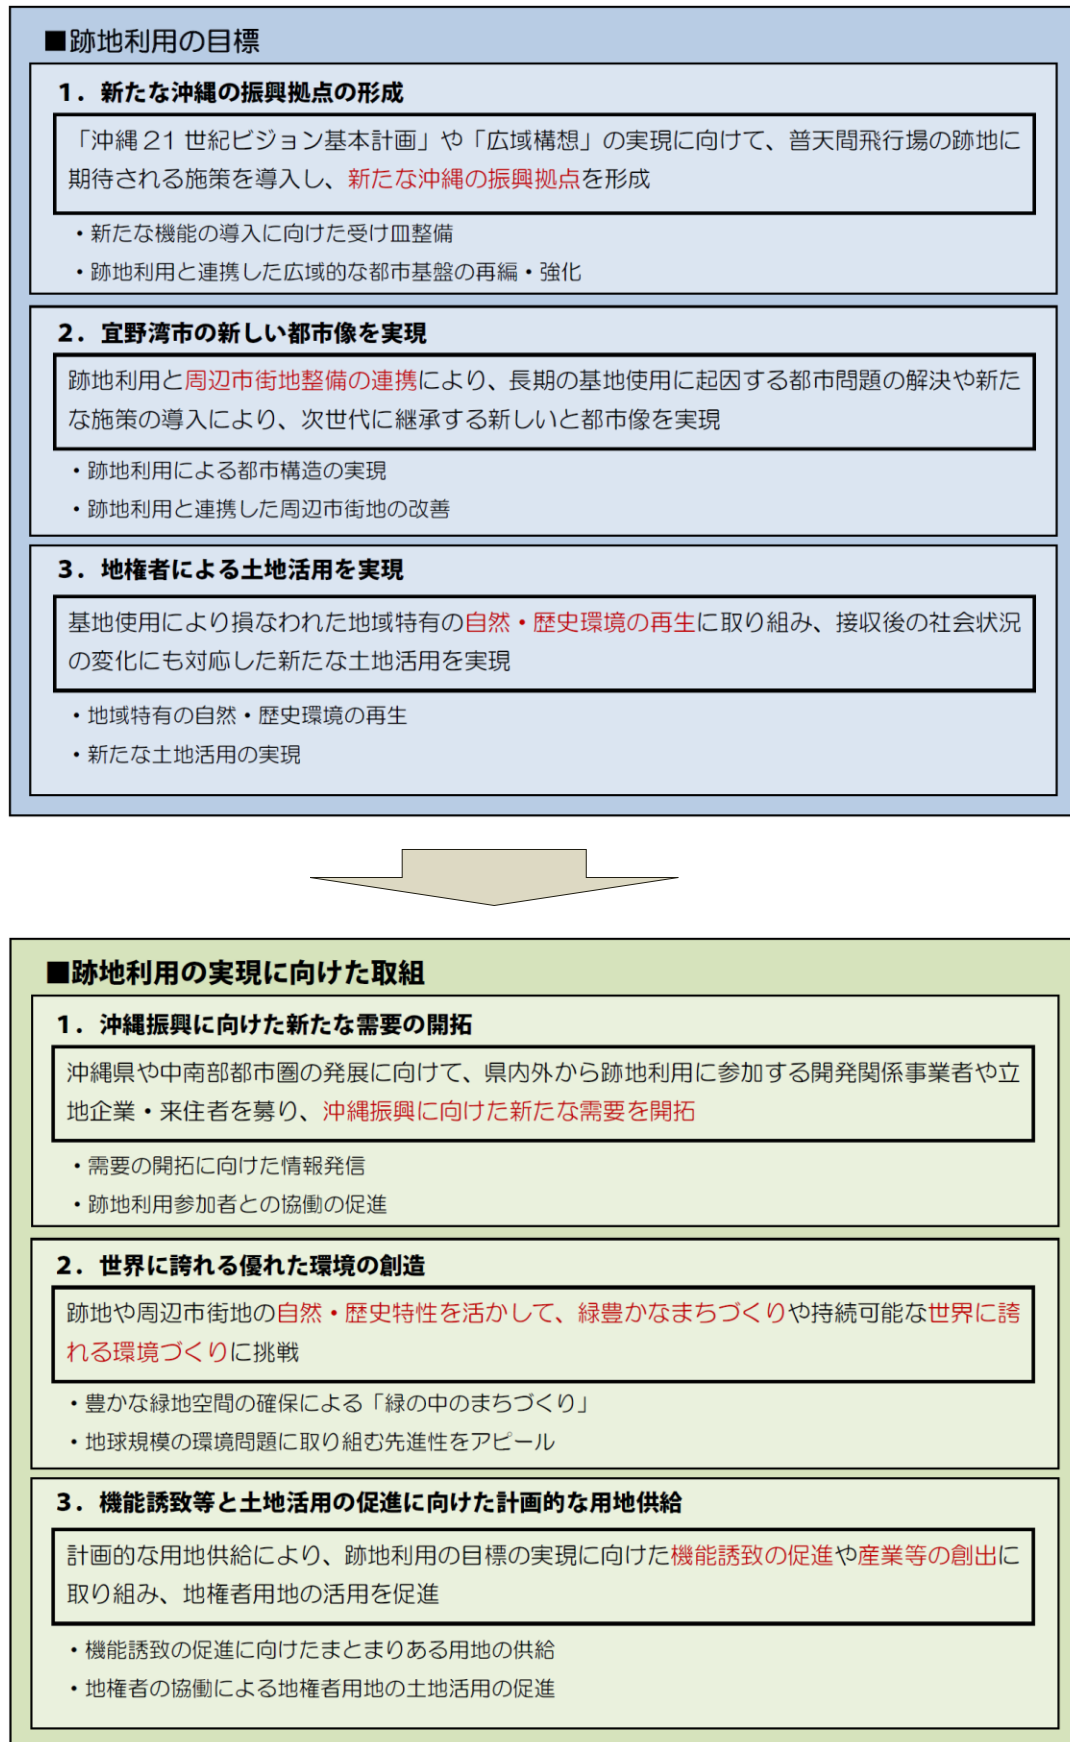 ■跡地利用の目標
1．新たな沖縄の振興拠点の形成
「沖縄 21 世紀ビジョン基本計画」や「広域構想」の実現に向けて、普天間飛行場の跡地に
期待される施策を導入し、新たな沖縄の振興拠点を形成
・新たな機能の導入に向けた受け皿整備
・跡地利用と連携した広域的な都市基盤の再編・強化
2．宜野湾市の新しい都市像を実現
跡地利用と周辺市街地整備の連携により、長期の基地使用に起因する都市問題の解決や新た
な施策の導入により、次世代に継承する新しいと都市像を実現
・跡地利用による都市構造の実現
・跡地利用と連携した周辺市街地の改善
3．地権者による土地活用を実現
基地使用により損なわれた地域特有の自然・歴史環境の再生に取り組み、接収後の社会状況
の変化にも対応した新たな土地活用を実現
・地域特有の自然・歴史環境の再生
・新たな土地活用の実現
■跡地利用の実現に向けた取組
1．沖縄振興に向けた新たな需要の開拓
沖縄県や中南部都市圏の発展に向けて、県内外から跡地利用に参加する開発関係事業者や立
地企業・来住者を募り、沖縄振興に向けた新たな需要を開拓
・需要の開拓に向けた情報発信
・跡地利用参加者との協働の促進
2．世界に誇れる優れた環境の創造
跡地や周辺市街地の自然・歴史特性を活かして、緑豊かなまちづくりや持続可能な世界に誇
れる環境づくりに挑戦
・豊かな緑地空間の確保による「緑の中のまちづくり」
・地球規模の環境問題に取り組む先進性をアピール
3．機能誘致等と土地活用の促進に向けた計画的な用地供給
計画的な用地供給により、跡地利用の目標の実現に向けた機能誘致の促進や産業等の創出に
取り組み、地権者用地の活用を促進
・機能誘致の促進に向けたまとまりある用地の供給
・地権者の協働による地権者用地の土地活用の促進